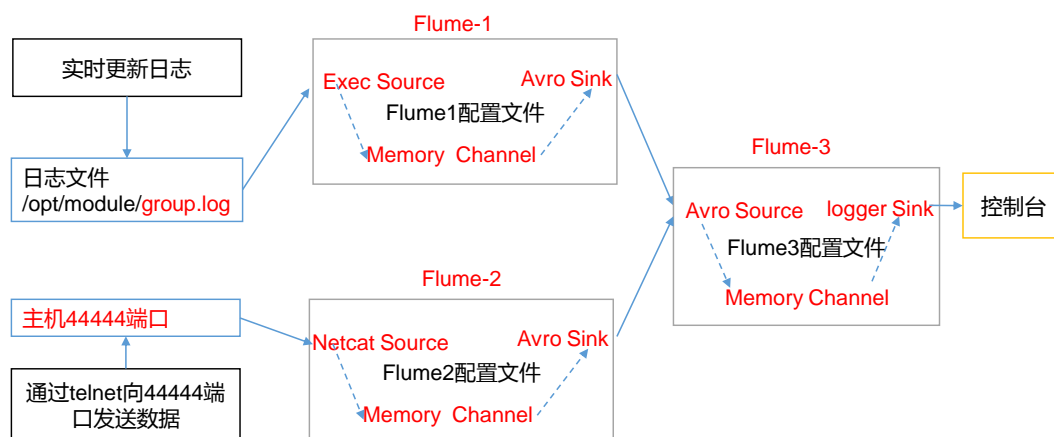 Flume-1
实时更新日志
Exec Source
Avro Sink
Flume1配置文件
Memory Channel
日志文件
/opt/module/group.log
Flume-3
Avro Source
logger Sink
Flume3配置文件
Memory Channel
控制台
Flume-2
主机44444端口
Netcat Source
Avro Sink
Flume2配置文件
Memory Channel
通过telnet向44444端
口发送数据